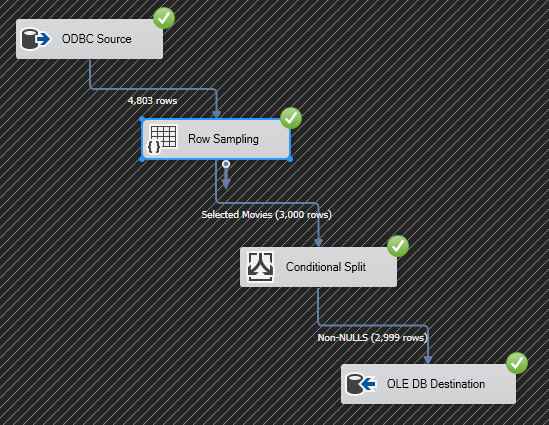 ODBC Source
4,803 rows
Row Sampling
Selected Movies (3,000 rows)
Conditional Split
Non-NULLS (2,999 rows)
OLE DB Destination